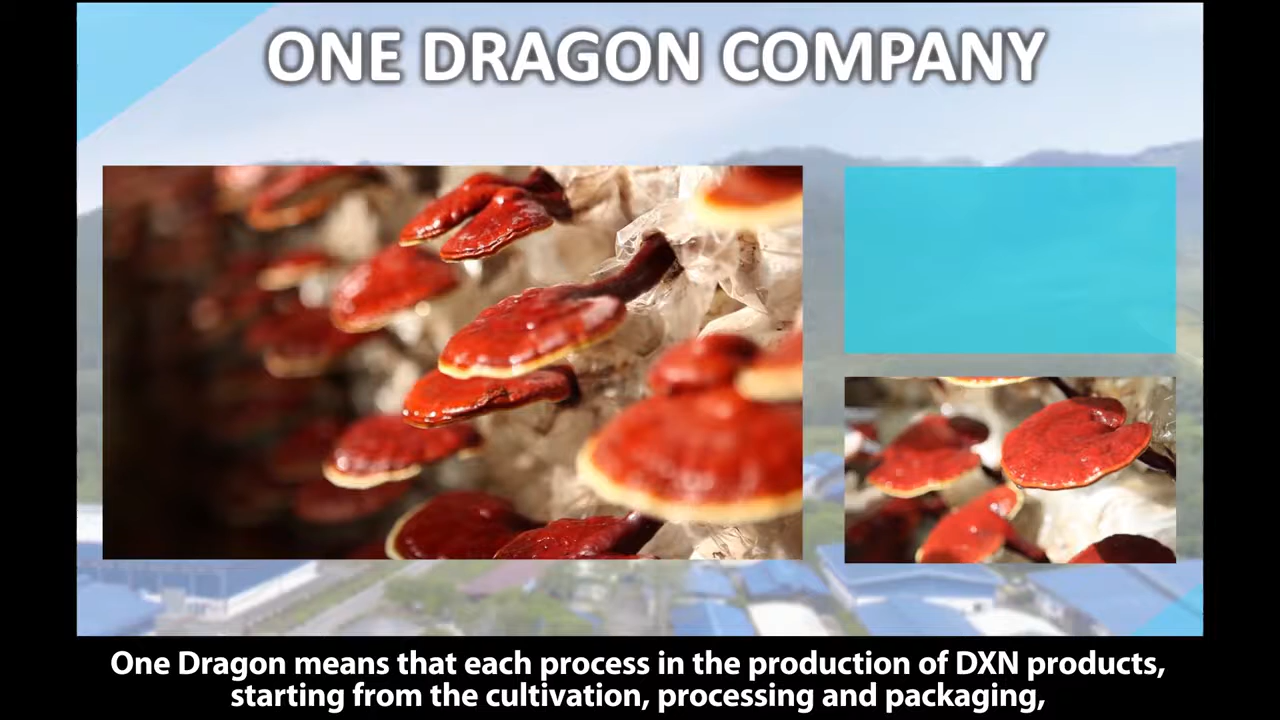 ONE DRAGON COMPANY
One Dragon means that each process in the production of DXN products,
starting from the cultivation, processing and packaging,